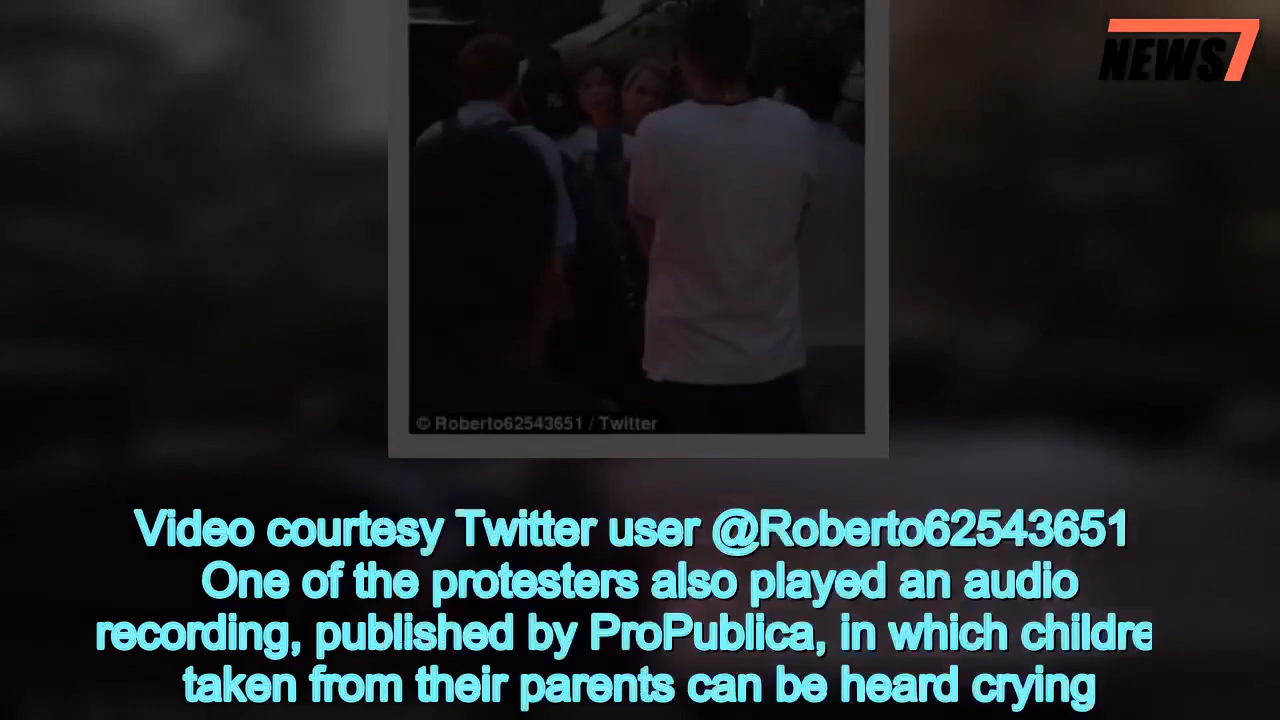 NEWS7
© Roberto62543651 / Twitter
Video courtesy Twitter user @Roberto62543651
One of the protesters also played an audio
recording, published by ProPublica, in which childre
taken from their parents can be heard crying